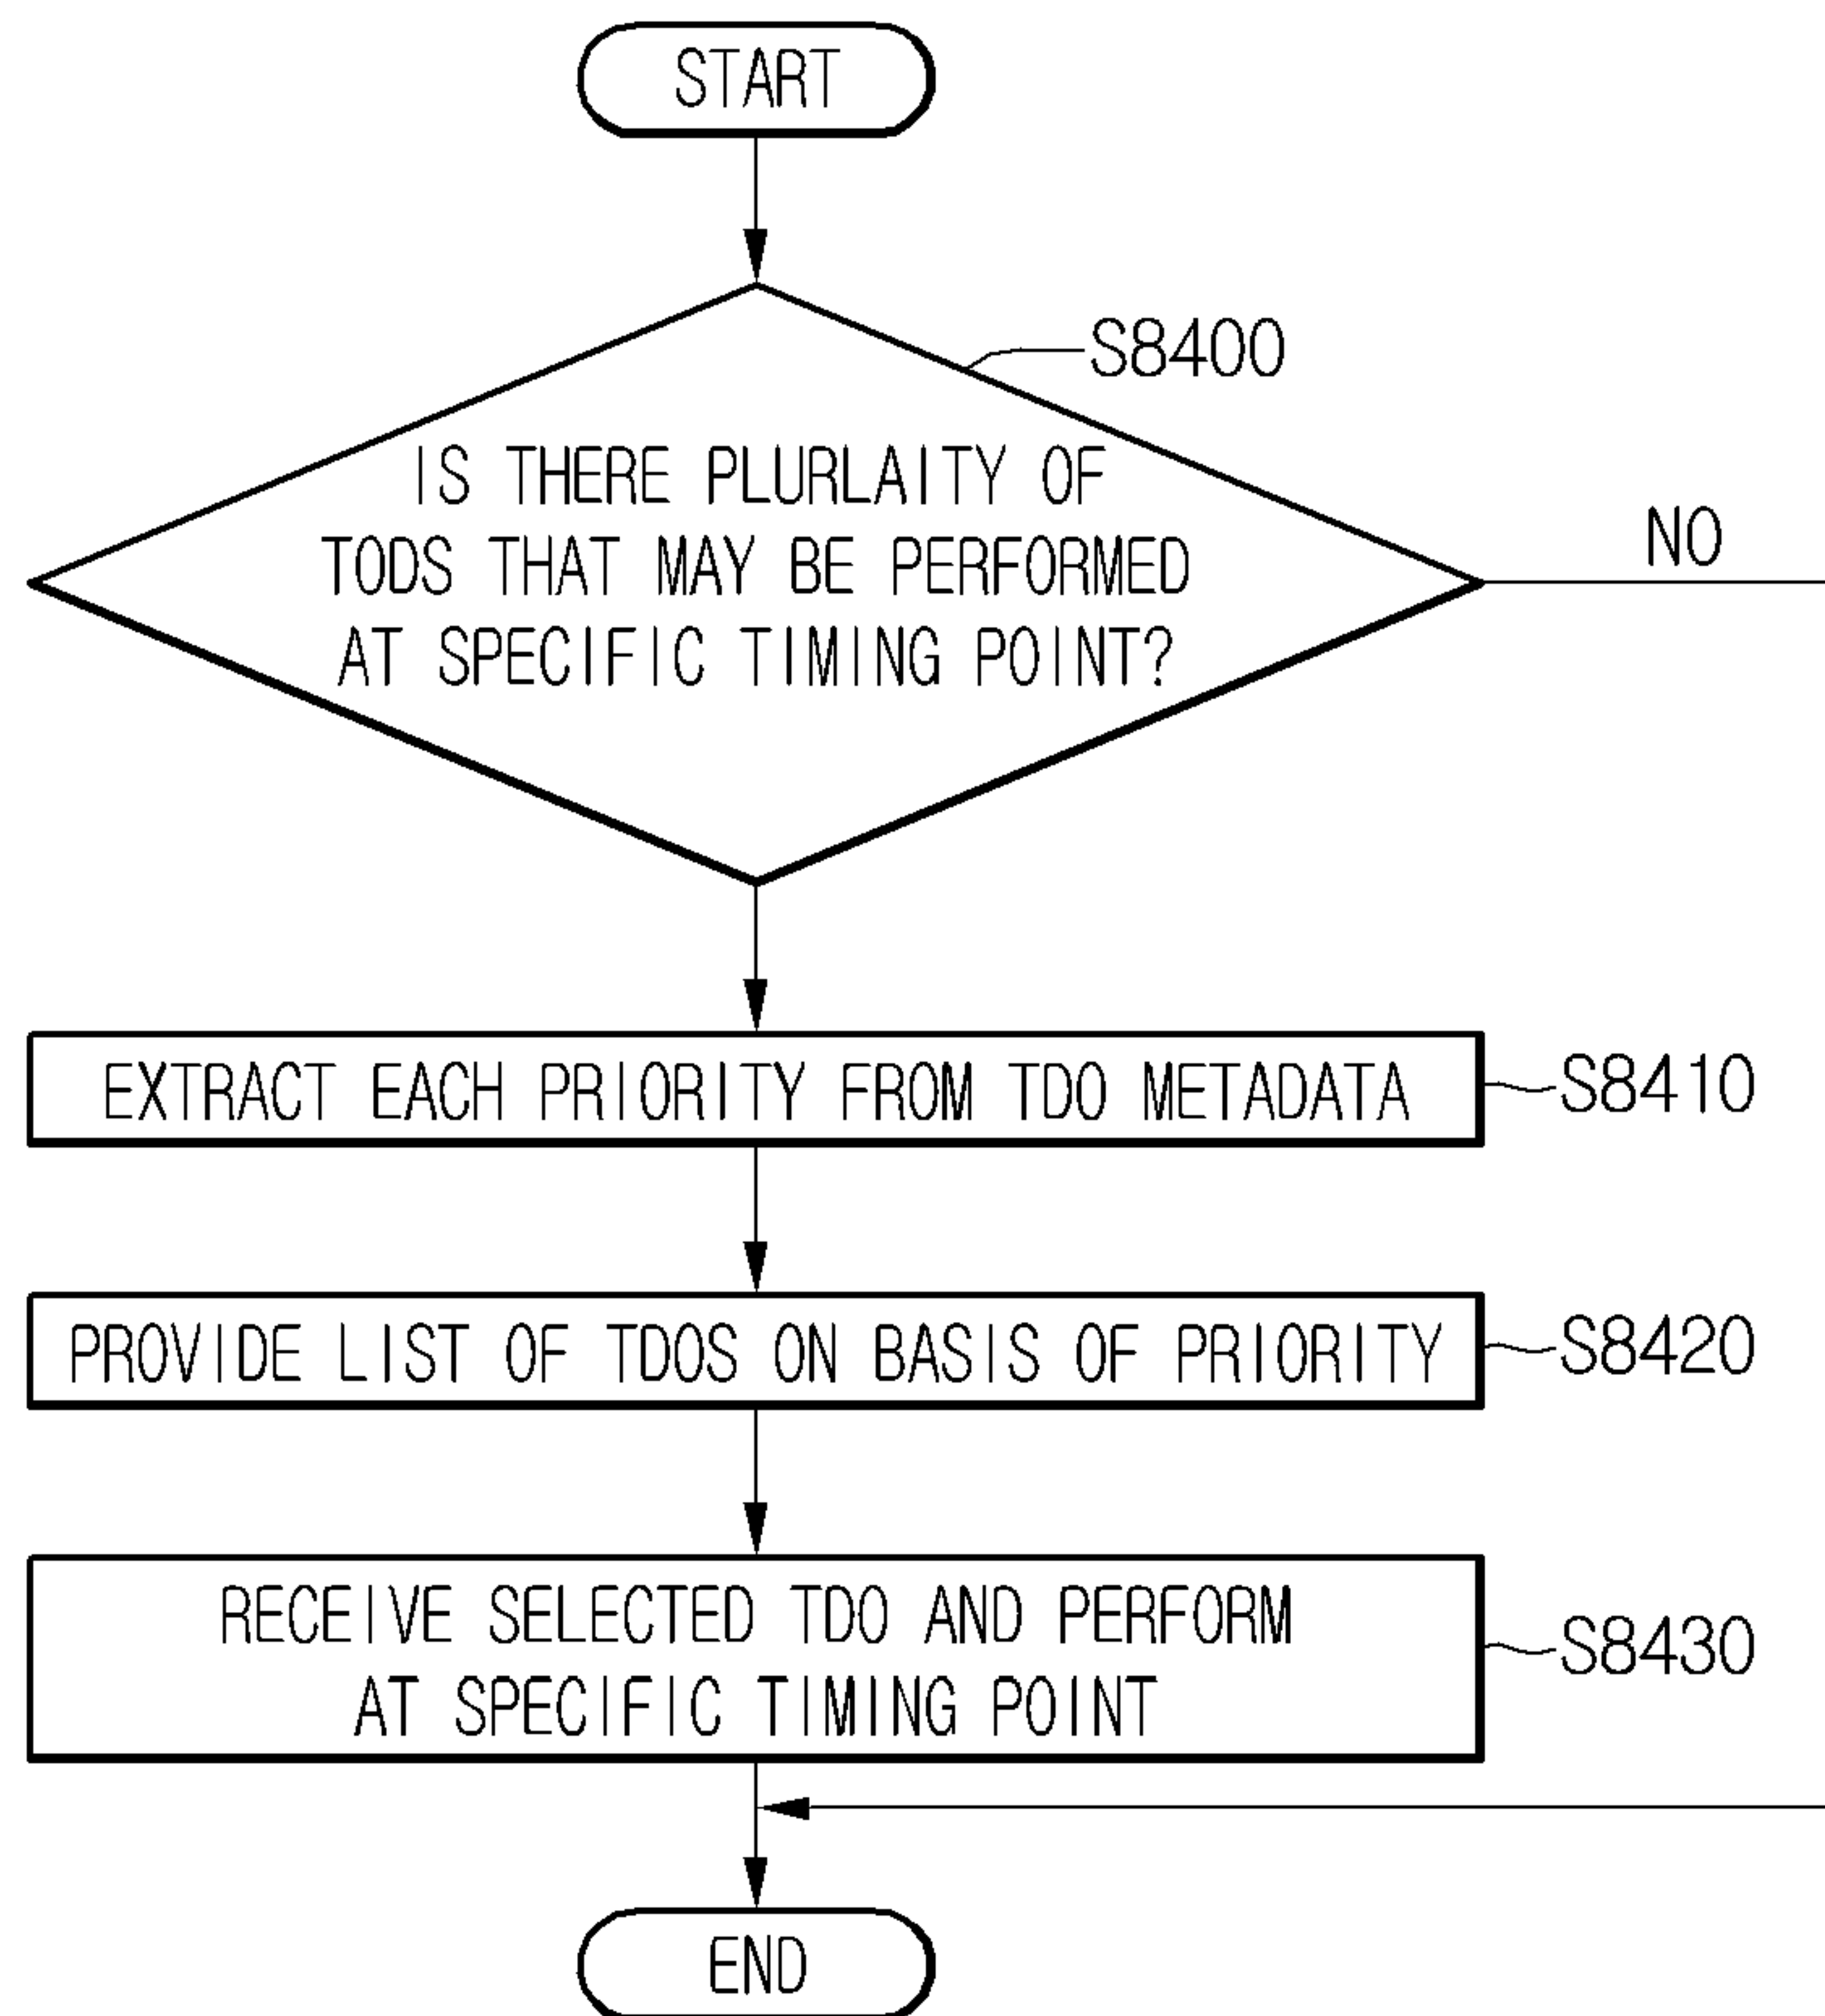 START
S8400
IS THERE PLURLAITY OF
TODS THAT MAY BE PERFORMED
AT SPECIFIC TIMING POINT?
NO
EXTRACT EACH PRIORITY FROM TDO METADATA
S8410
PROVIDE LIST OF TDOS ON BASIS OF PRIORITY
S8420
RECEIVE SELECTED TDO AND PERFORM
AT SPECIFIC TIMING POINT
S8430
END